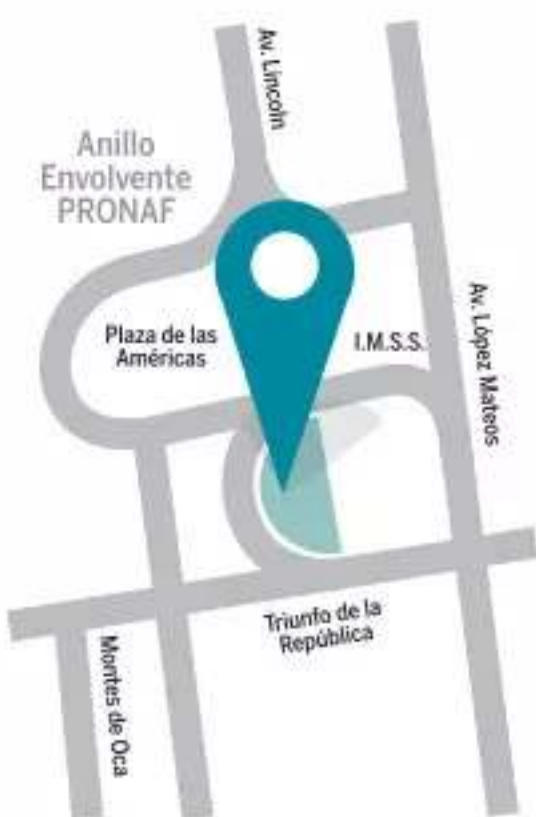 Av. Lincoln
Anillo
Envolvente
PRONAF
Plaza de las
Américas
I.M.S.S.
Av. López Mateos
Triunfo de la
República
Montes de Oca